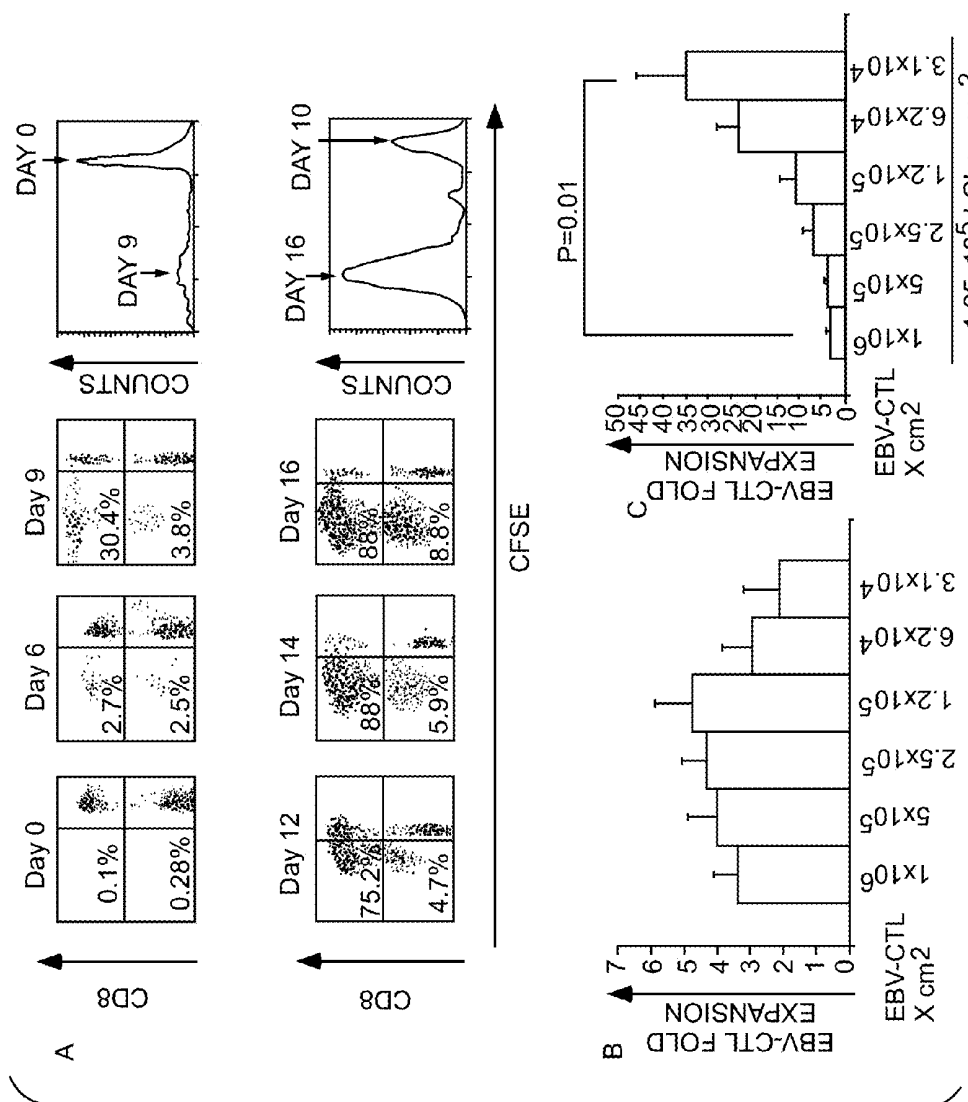 A
Day 0
Day 6
Day 9
CD8
0.1%
0.28%
2.7%
2.5%
30.4%
3.8%
COUNTS
DAY 9
DAY 0
Day 12
Day 14
Day 16
CD8
75.2%
4.7%
88%
5.9%
88%
8.8%
COUNTS
DAY 16
DAY 10
CFSE
B
EBV-CTL FOLD
EXPANSION
7
6
5
4
3
2
1
0
EBV-CTL
X cm2
1x106
5x105
2.5x105
1.2x105
6.2x104
3.1x104
C
EBV-CTL FOLD
EXPANSION
50
45
40
35
30
25
20
15
10
5
0
P=0.01
EBV-CTL
X cm2
1x106
5x105
2.5x105
1.2x105
6.2x104
3.1x104